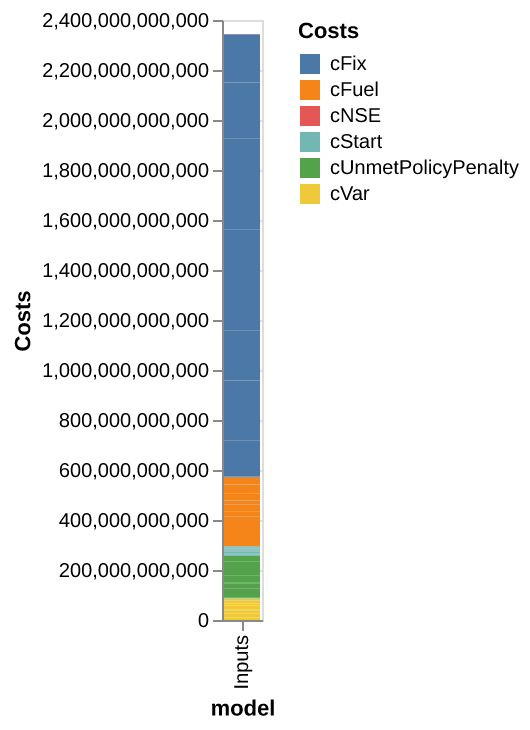 2,400,000,000,000
2,200,000,000,000
2,000,000,000,000
1,800,000,000,000
1,600,000,000,000
1,400,000,000,000
1,200,000,000,000
1,000,000,000,000
800,000,000,000
600,000,000,000
400,000,000,000
200,000,000,000
0
Costs
Inputs
model
Costs
cFix
cFuel
cNSE
cStart
cUnmetPolicyPenalty
cVar